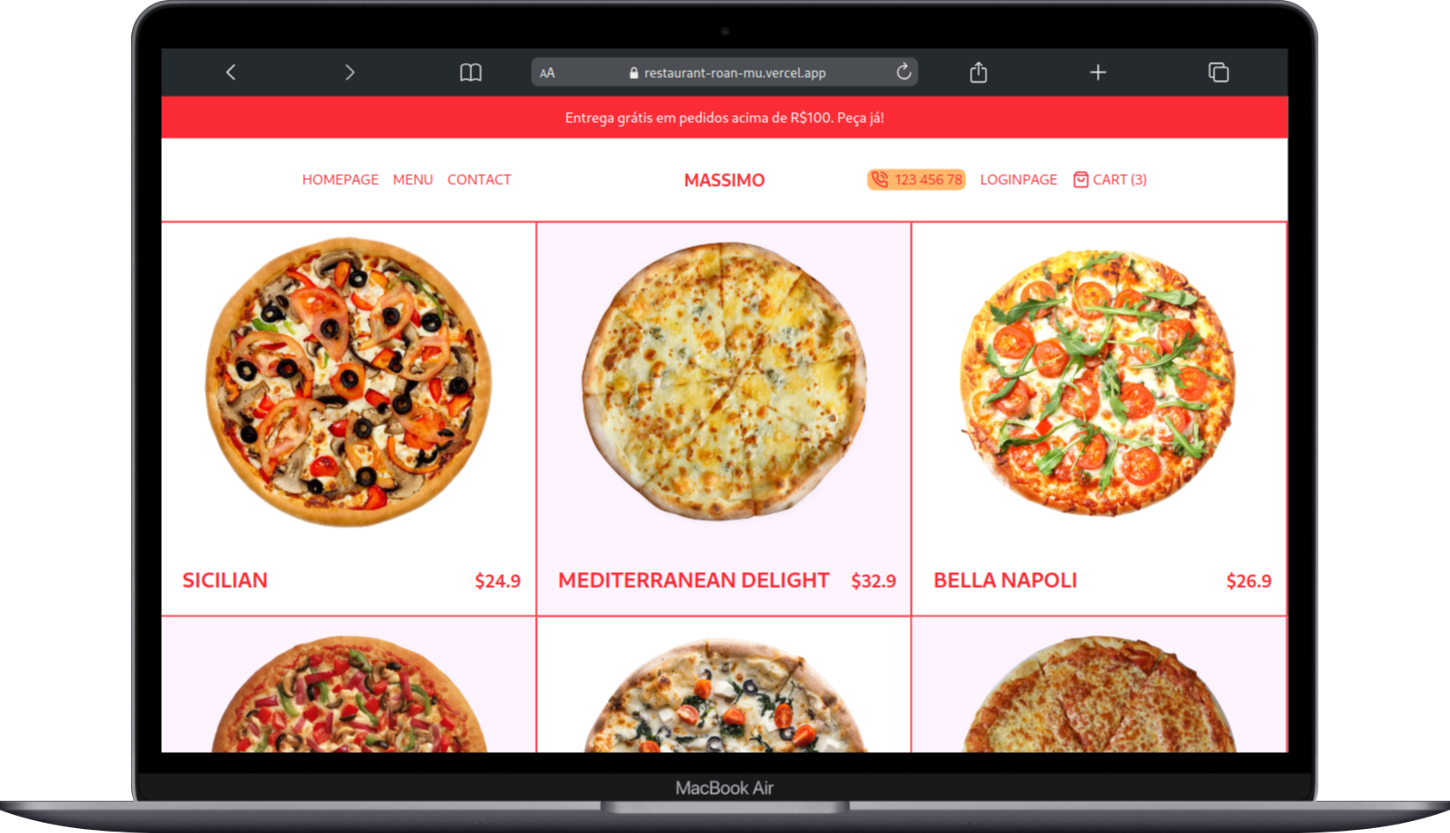 AA restaurant-roan-mu.vercel.app
Entrega grátis em pedidos acima de R$100. Peça já!
HOMEPAGE MENU CONTACT MASSIMO 123 456 78 LOGINPAGE CART (3)
SICILIAN $24.9 MEDITERRANEAN DELIGHT $32.9 BELLA NAPOLI $26.9
MacBook Air